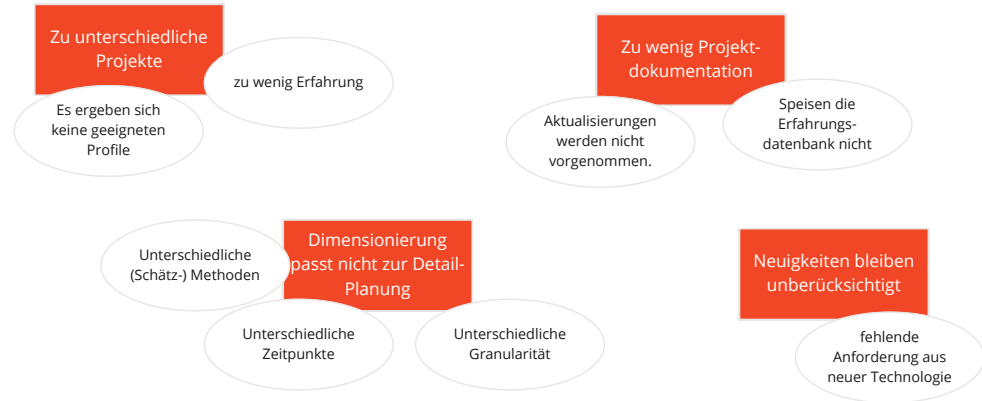 Zu unterschiedliche
Projekte
zu wenig Erfahrung
Es ergeben sich
keine geeigneten
Profile
Zu wenig Projekt-
dokumentation
Aktualisierungen
werden nicht
vorgenommen.
Speisen die
Erfahrungs-
datenbank nicht
Dimensionierung
passt nicht zur Detail-
Planung
Unterschiedliche
(Schätz-) Methoden
Unterschiedliche
Zeitpunkte
Unterschiedliche
Granularität
Neuigkeiten bleiben
unberücksichtigt
fehlende
Anforderung aus
neuer Technologie